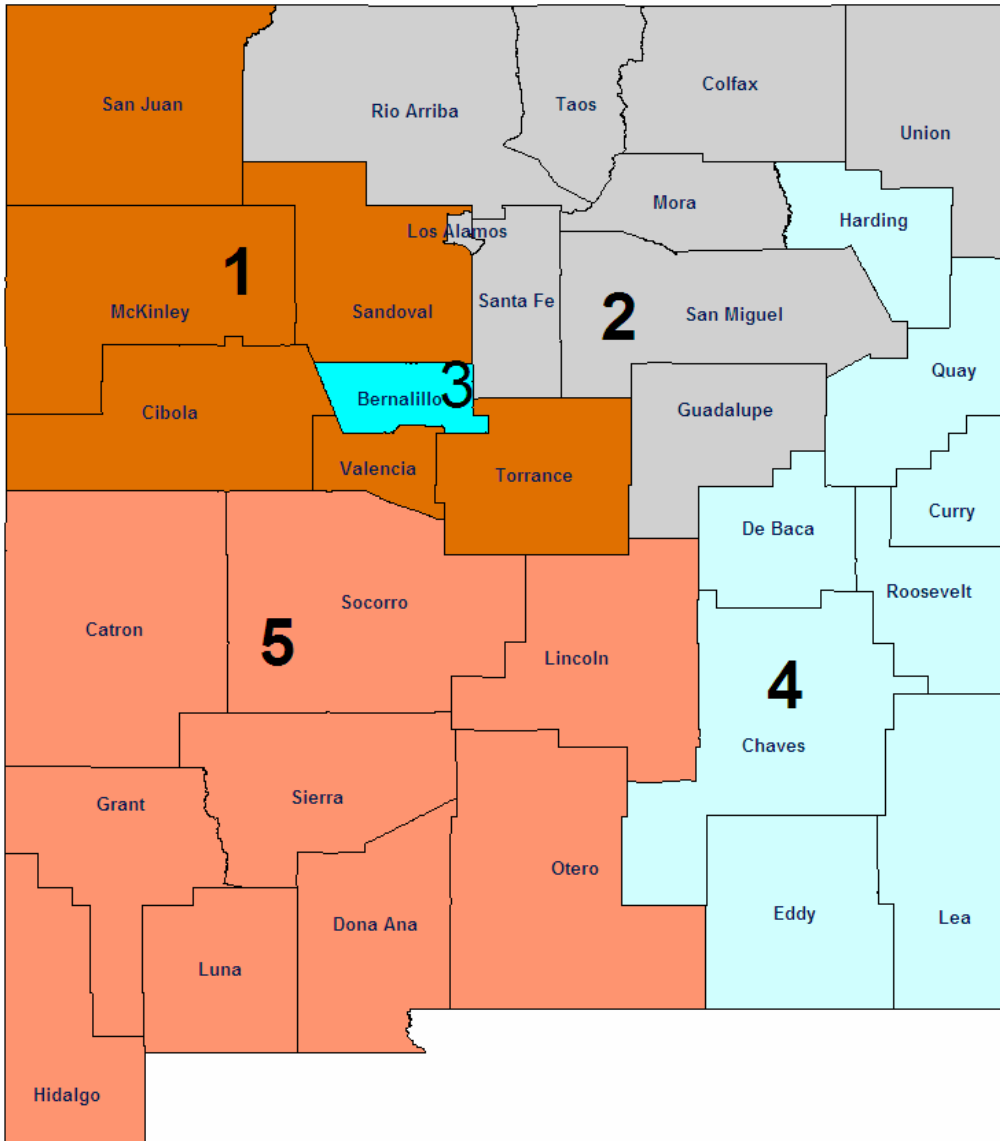 Colfax
San Juan
Taos
Rio Arriba
Union
Mora
Harding
Los Alamos
1
Santa Fe
McKinley
Sandoval
2
San Miguel
Quay
3
Bernalillo
Cibola
Guadalupe
Valencia
Torrance
Curry
De Baca
Roosevelt
Socorro
Catron
5
Lincoln
4
Chaves
Sierra
Grant
Otero
Eddy
Lea
Dona Ana
Luna
Hidalgo